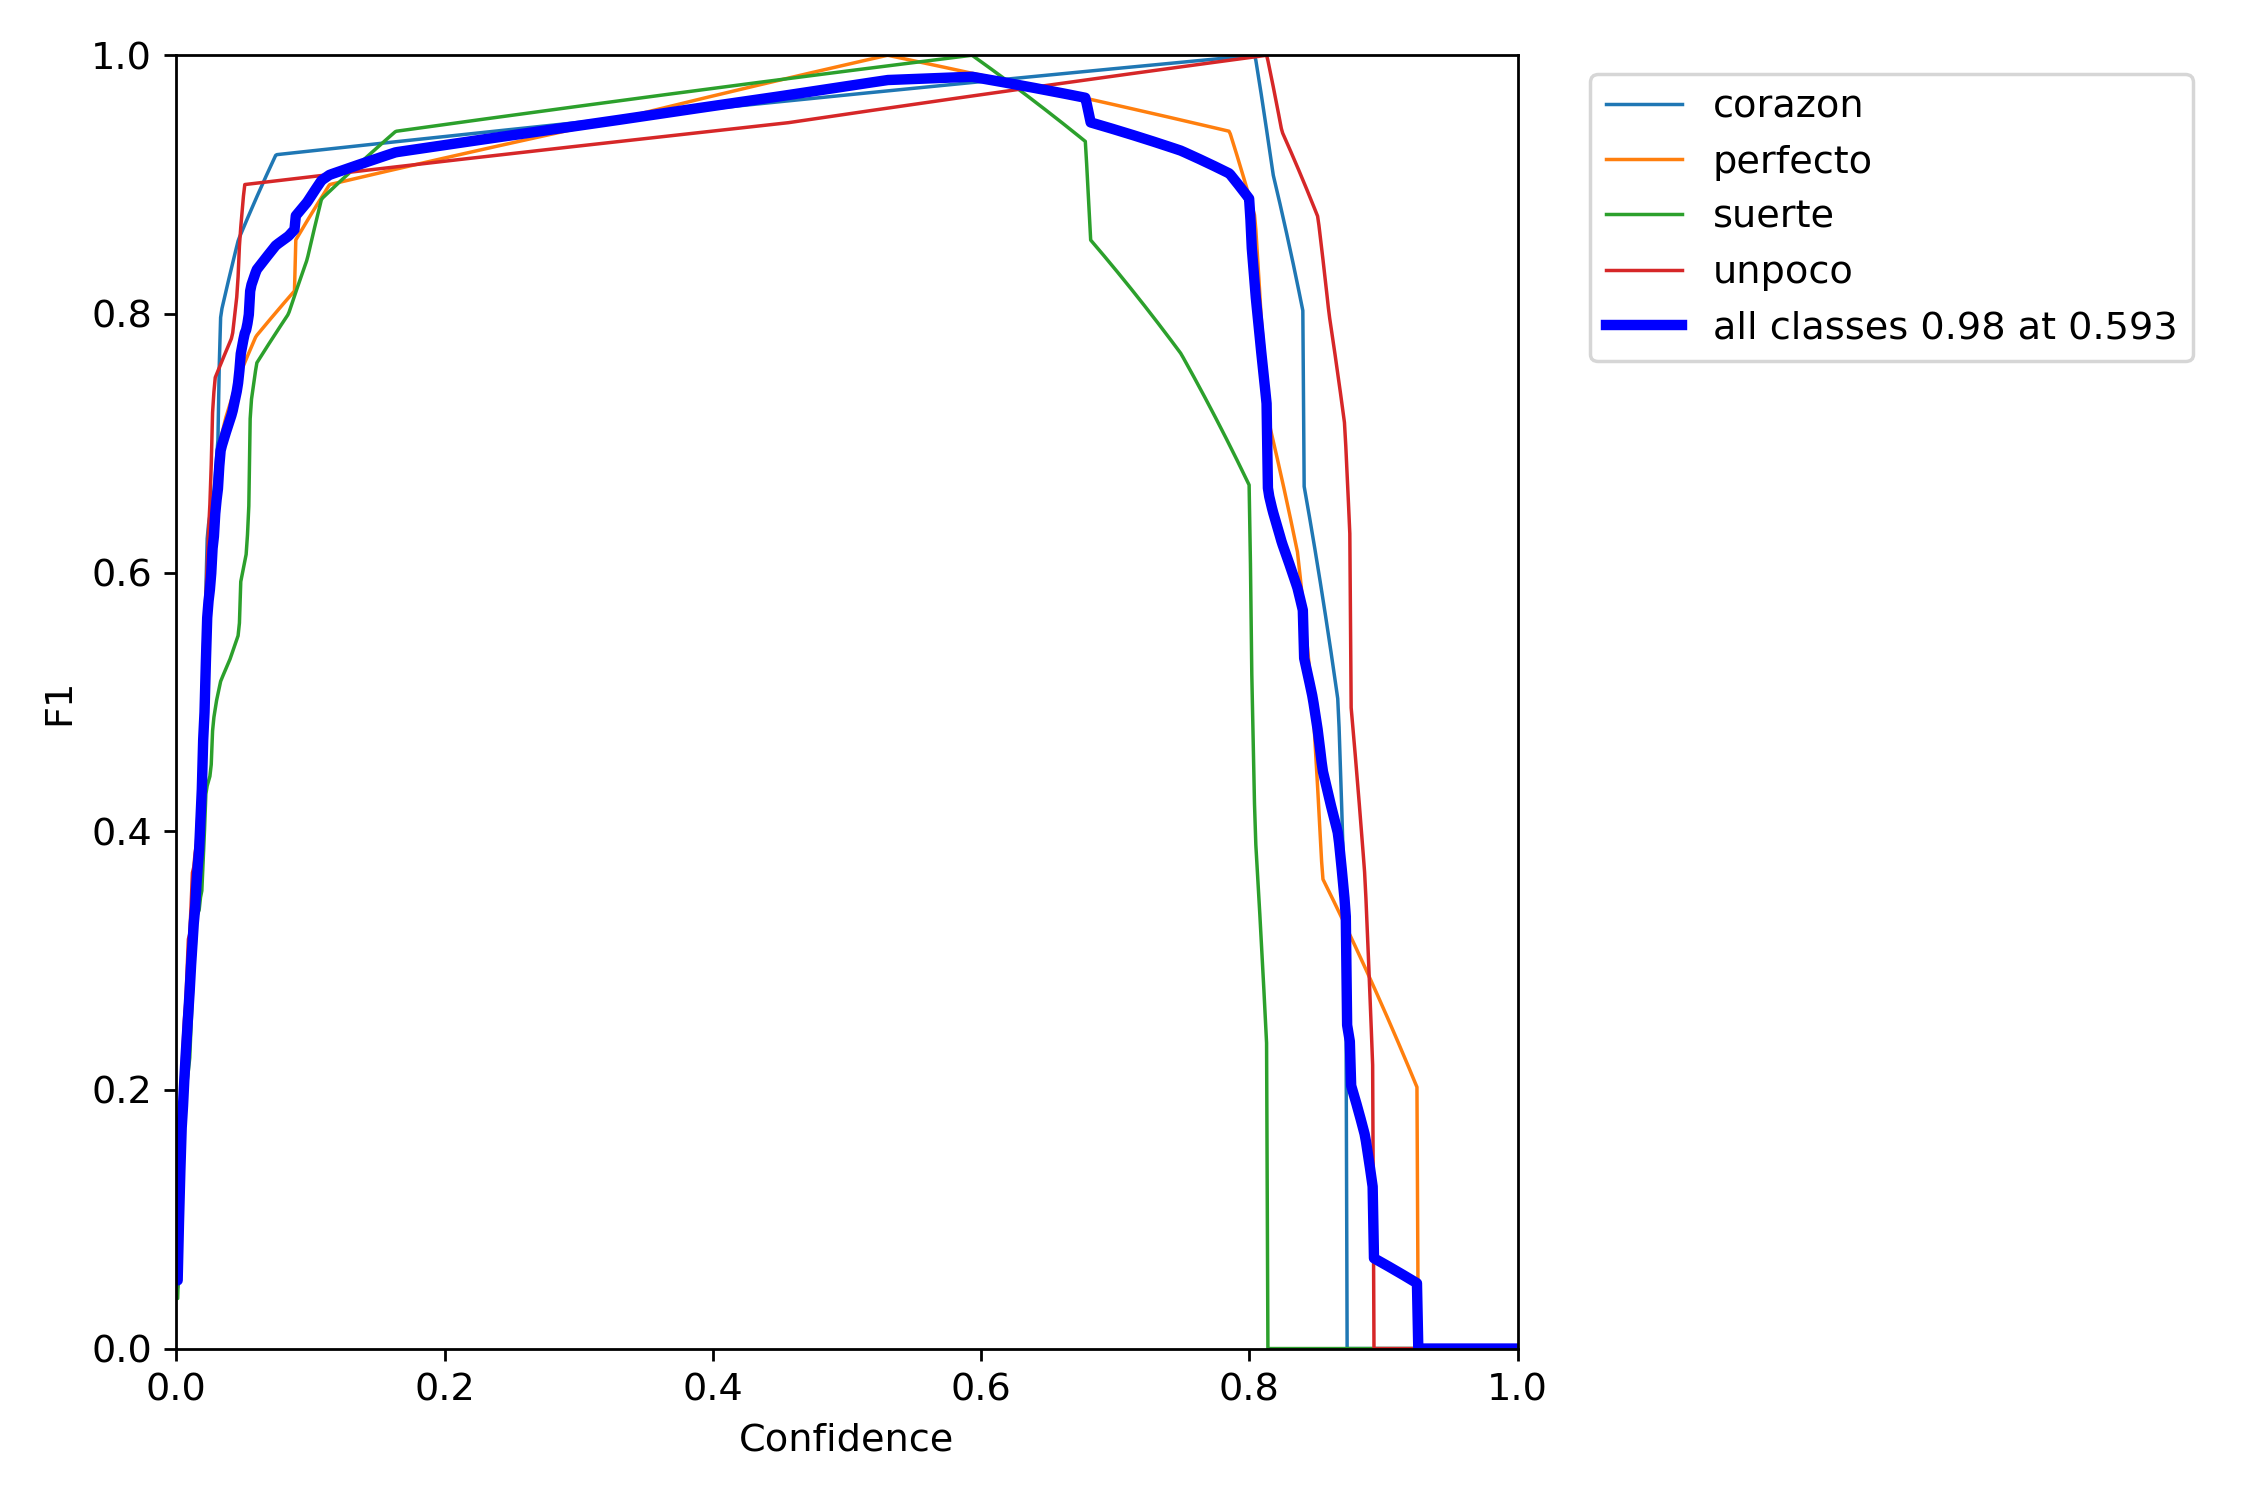 F1
1.0
0.8
0.6
0.4
0.2
0.0
0.0 0.2 0.4 0.6 0.8 1.0
Confidence
corazon
perfecto
suerte
unpoco
all classes 0.98 at 0.593